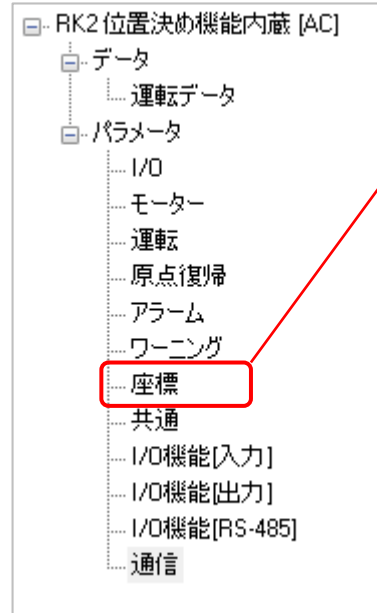 RK2 位置決め機能内蔵 [AC]
データ
運転データ
パラメータ
I/O
モーター
運転
原点復帰
アラーム
ワーニング
座標
共通
I/O機能[入力]
I/O機能[出力]
I/O機能[RS-485]
通信